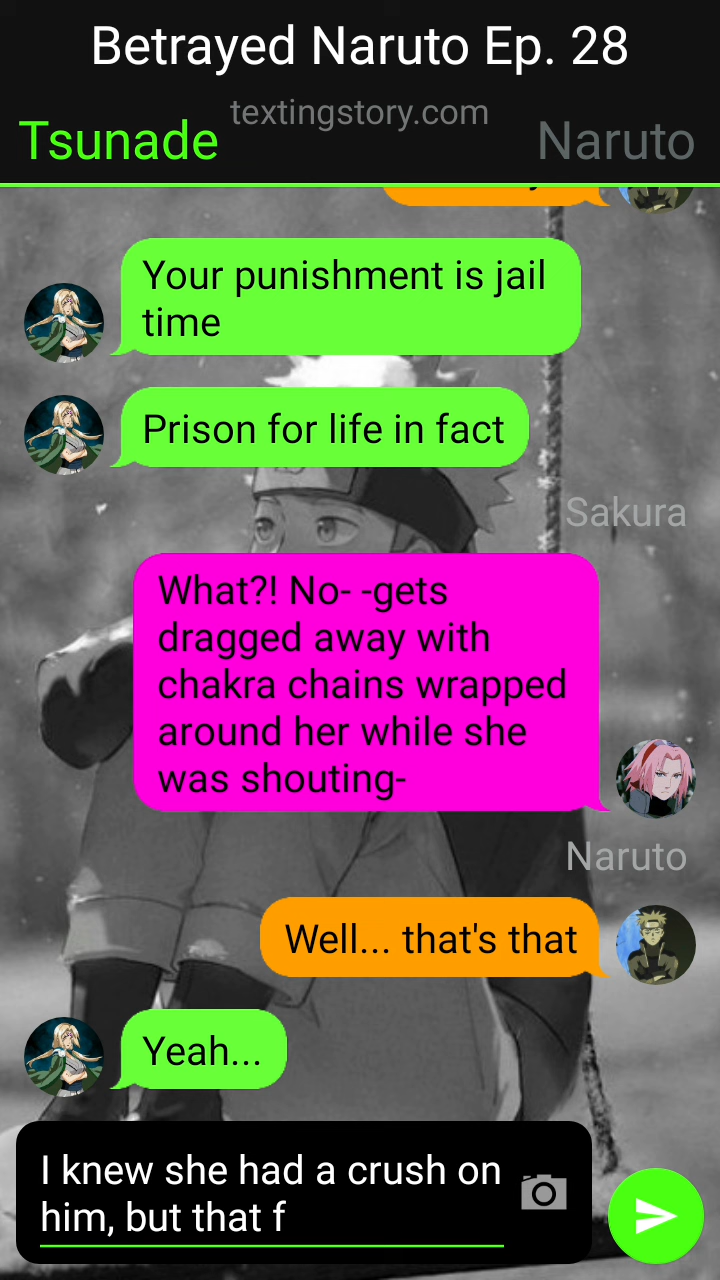 Betrayed Naruto Ep. 28
textingstory.com
Tsunade
Naruto
Your punishment is jail
time
Prison for life in fact
Sakura
What?! No- -gets
dragged away with
chakra chains wrapped
around her while she
was shouting-
Naruto
Well... that's that
Yeah...
I knew she had a crush on
him, but that f